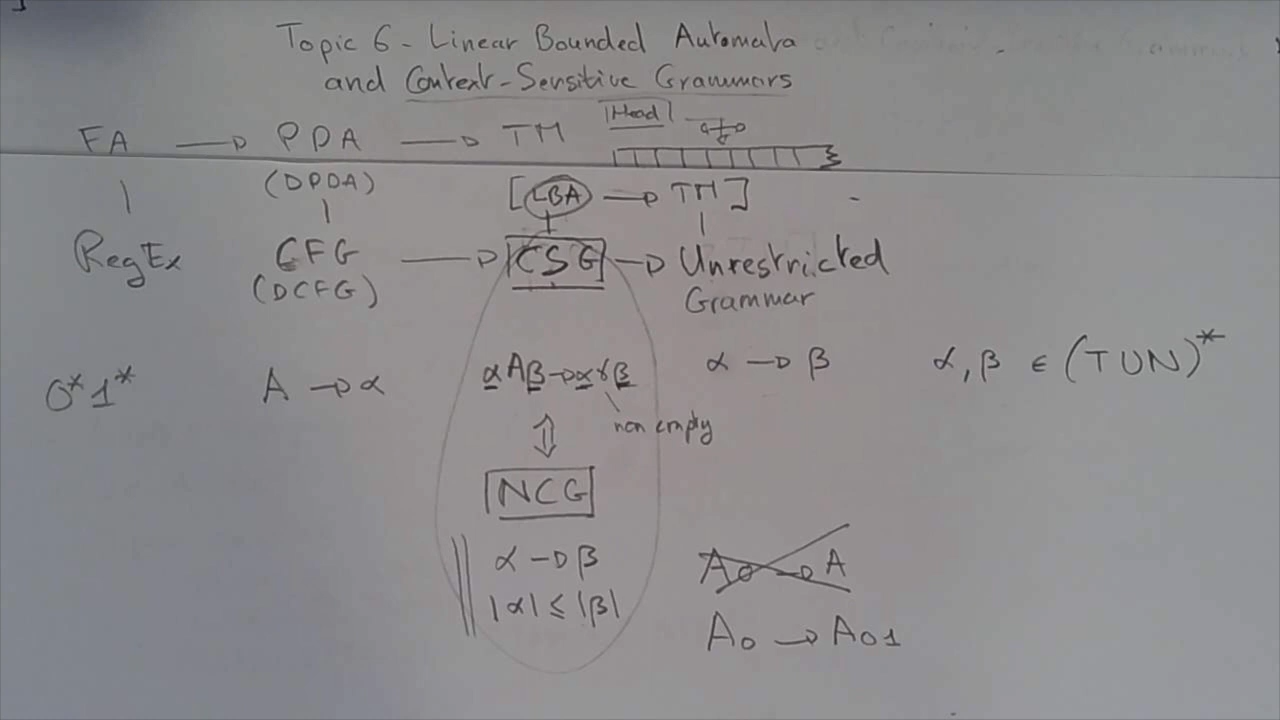 Topic 6 - Linear Bounded Automata
and Context-Sensitive Grammars
FA → PDA → TM |Head|
(DPDA) [LBA → TM]
RegEx CFG → CSG → Unrestricted
(DCFG) Grammar
0*1* A → α αAβ → αγβ α → β α, β ∈ (TUN)*
non empty
NCG
α → β
|α| ≤ |β|
A0 → A
A0 → A01